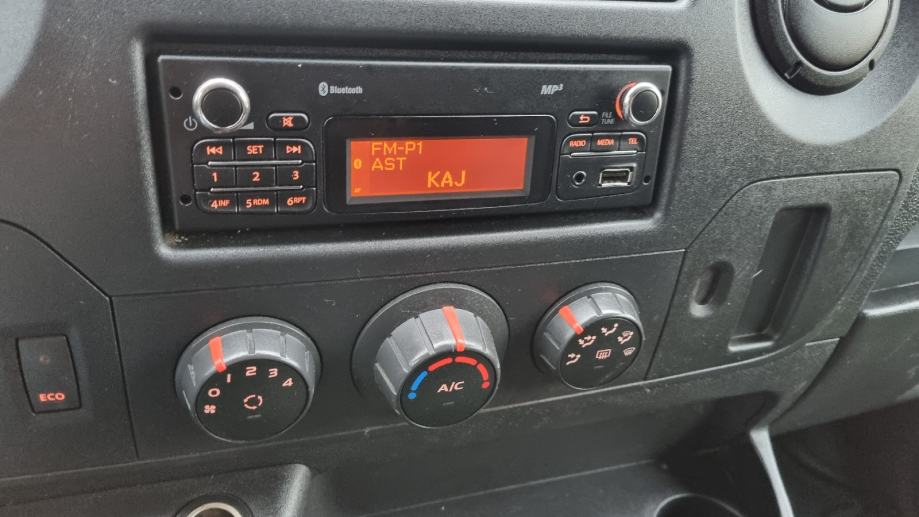 Bluetooth
MP3
FILE
TUNE
FM-P1
AST
KAJ
AF
SET
1 2 3
4 INF 5 RDM 6 RPT
RADIO MEDIA TEL
ECO
0 1 2 3 4
A/C